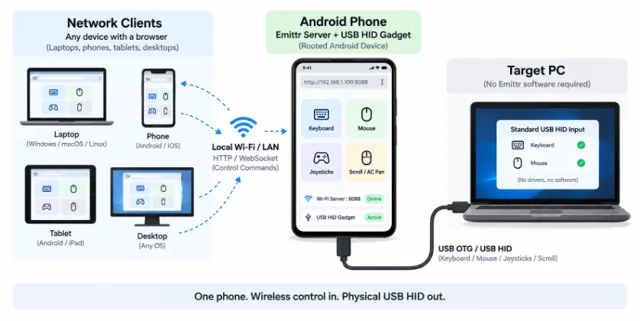 Network Clients
Any device with a browser
(Laptops, phones, tablets, desktops)
Laptop
(Windows / macOS / Linux)
Phone
(Android / iOS)
Tablet
(Android / iPad)
Desktop
(Any OS)
Local Wi-Fi / LAN
HTTP / WebSocket
(Control Commands)
Android Phone
Emittr Server + USB HID Gadget
(Rooted Android Device)
9:41
http://192.168.1.100:8088
Keyboard
Mouse
Joysticks
Scroll / AC Pan
Wi-Fi Server : 8088
Online
USB HID Gadget
Active
Target PC
(No Emittr software required)
Standard USB HID Input
Keyboard
Mouse
(No drivers, no software)
USB OTG / USB HID
(Keyboard / Mouse / Joysticks / Scroll)
One phone. Wireless control in. Physical USB HID out.